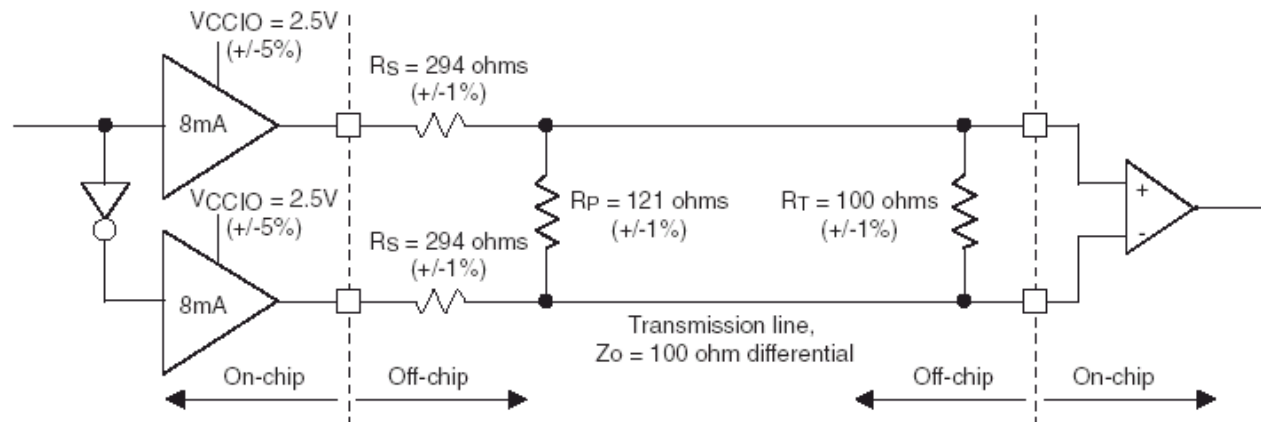 VCCIO = 2.5V
(+/-5%)
8mA
RS = 294 ohms
(+/-1%)
VCCIO = 2.5V
(+/-5%)
8mA
RS = 294 ohms
(+/-1%)
RP = 121 ohms
(+/-1%)
RT = 100 ohms
(+/-1%)
+
-
Transmission line,
Zo = 100 ohm differential
On-chip
Off-chip
Off-chip
On-chip